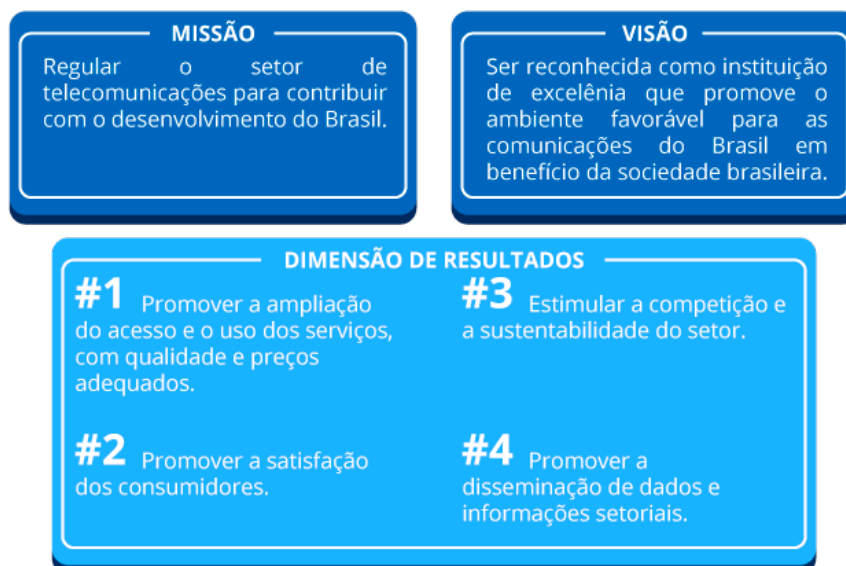 MISSÃO
Regular o setor de
telecomunicações para contribuir
com o desenvolvimento do Brasil.
VISÃO
Ser reconhecida como instituição
de excelênia que promove o
ambiente favorável para as
comunicações do Brasil em
benefício da sociedade brasileira.
DIMENSÃO DE RESULTADOS
#1 Promover a ampliação
do acesso e o uso dos serviços,
com qualidade e preços
adequados.
#2 Promover a satisfação
dos consumidores.
#3 Estimular a competição e
a sustentabilidade do setor.
#4 Promover a
disseminação de dados e
informações setoriais.